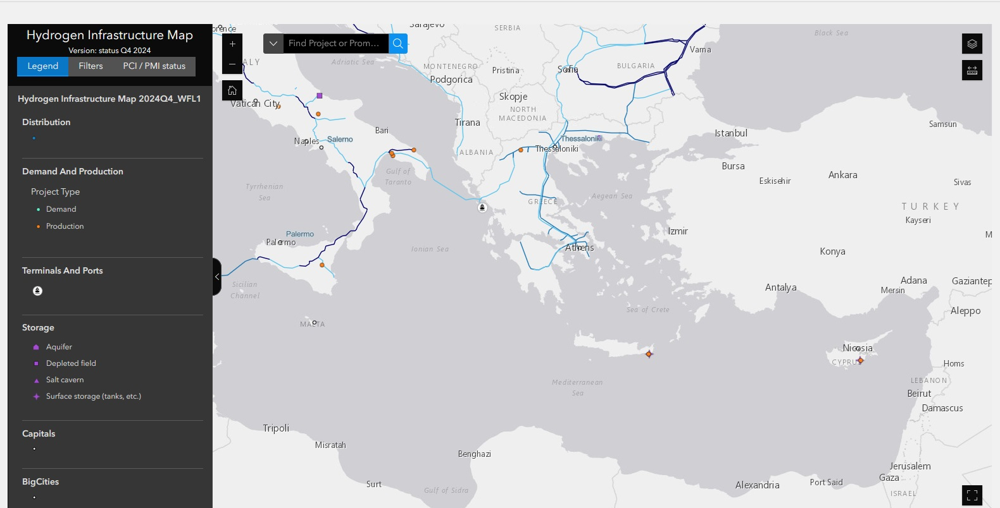 Hydrogen Infrastructure Map
Version: status Q4 2024
Legend Filters PCI / PMI status
Hydrogen Infrastructure Map 2024Q4_WFL1
Distribution
Demand And Production
Project Type
Demand
Production
Terminals And Ports
Storage
Aquifer
Depleted field
Salt cavern
Surface storage (tanks, etc.)
Capitals
BigCities
+
Find Project or Prom...
−
orence
Sarajevo
SERBIA
Black Sea
Varna
ALY
Adriatic Sea
MONTENEGRO
Pristina
Sofia
BULGARIA
Podgorica
Skopje
Vatican City
NORTH
MACEDONIA
Tirana
Samsun
Bari
Istanbul
Naples
Salerno
Thessaloniki
Thessaloniki
ALBANIA
Bursa
Ankara
Gulf of
Taranto
Eskisehir
Sivas
Tyrrhenian
Sea
Aegean Sea
GREECE
TURKEY
Kayseri
Izmir
M
Palermo
Palermo
Ionian Sea
Athens
Konya
Sicilian
Channel
Antalya
Adana
Gaziantep
Mersin
Sea of Crete
Aleppo
MALTA
Nicosia
CYPRUS
Homs
Mediterranean
Sea
LEBANON
Beirut
Damascus
Tripoli
Misratah
Benghazi
Jerusalem
Gaza
Surt
Gulf of Sidra
Alexandria
Port Said
ISRAEL